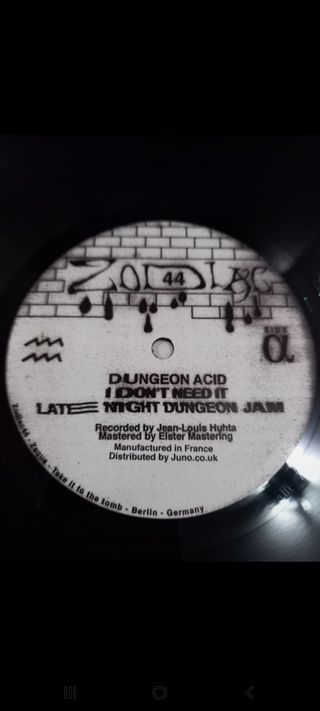 ZODIAC
44
SIDE
α
DUNGEON ACID
I DON'T NEED IT
LATE NIGHT DUNGEON JAM
Recorded by Jean-Louis Huhta
Mastered by Elster Mastering
Manufactured in France
Distributed by Juno.co.uk
Take it to the tomb - Berlin - Germany